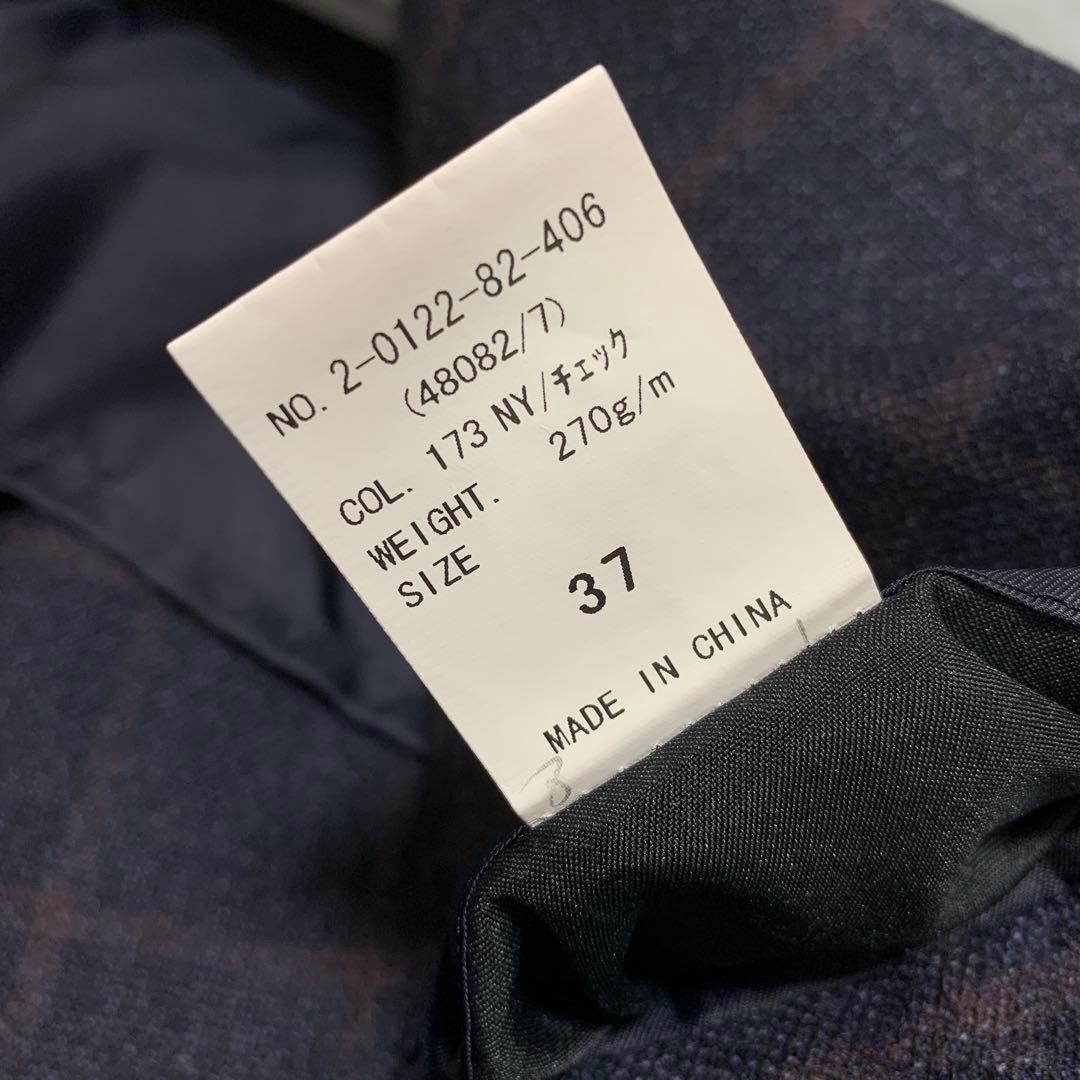 NO. 2-0122-82-406
(48082/7)
COL. 173 NY/チェック
WEIGHT. 270g/m
SIZE 37
MADE IN CHINA
3